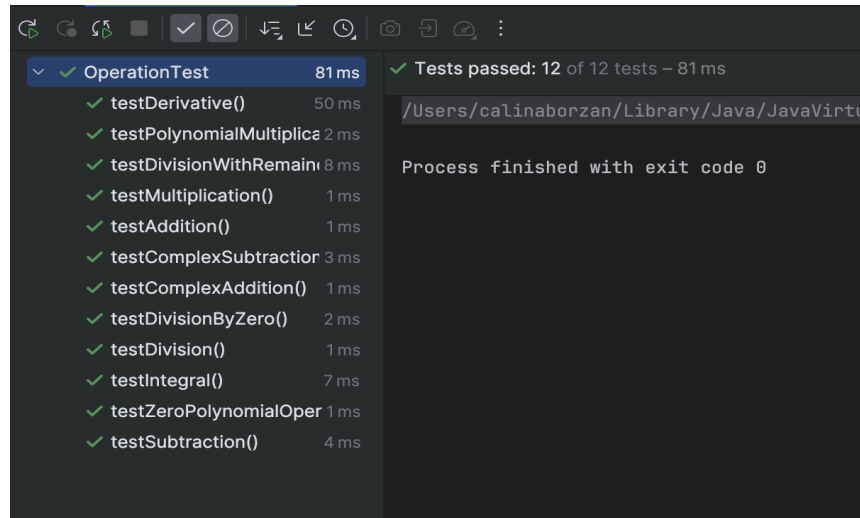 OperationTest 81 ms
testDerivative() 50 ms
testPolynomialMultiplica 2 ms
testDivisionWithRemain 8 ms
testMultiplication() 1 ms
testAddition() 1 ms
testComplexSubtraction 3 ms
testComplexAddition() 1 ms
testDivisionByZero() 2 ms
testDivision() 1 ms
testIntegral() 7 ms
testZeroPolynomialOper 1 ms
testSubtraction() 4 ms
Tests passed: 12 of 12 tests – 81 ms
/Users/calinaborzan/Library/Java/JavaVirtu
Process finished with exit code 0